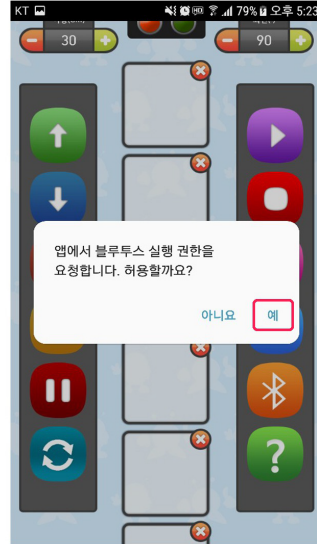 KT 79% 오후 5:23
30 90
앱에서 블루투스 실행 권한을
요청합니다. 허용할까요?
아니요 예
?